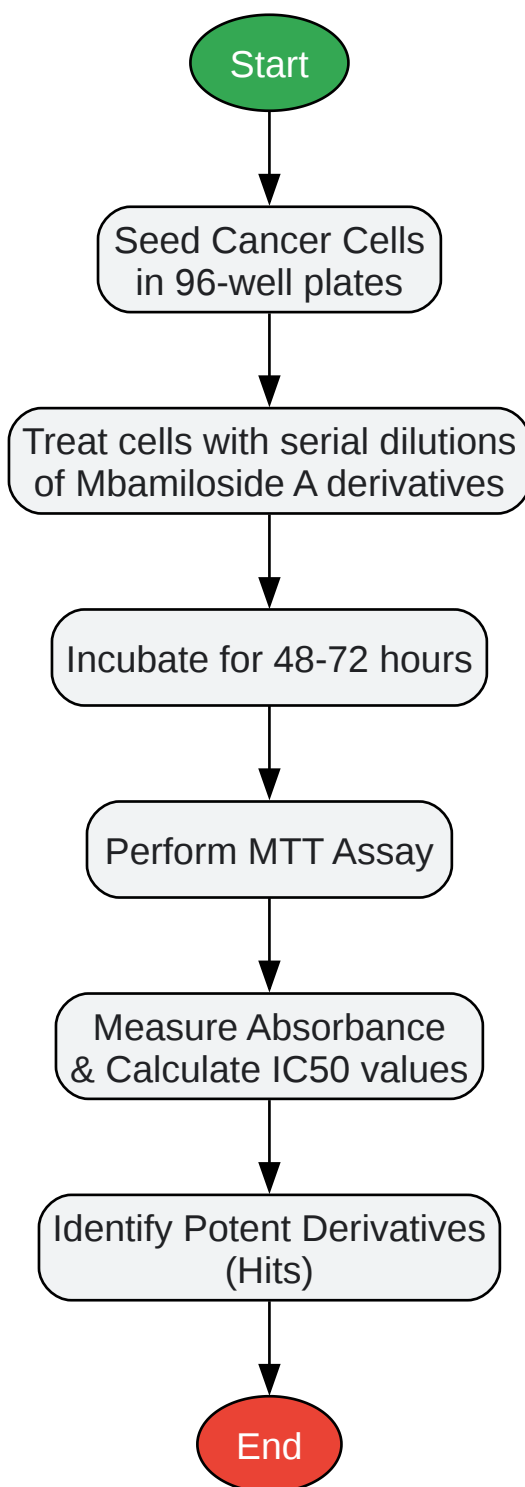 Start
Seed Cancer Cells
in 96-well plates
Treat cells with serial dilutions
of Mbamiloside A derivatives
Incubate for 48-72 hours
Perform MTT Assay
Measure Absorbance
& Calculate IC50 values
Identify Potent Derivatives
(Hits)
End